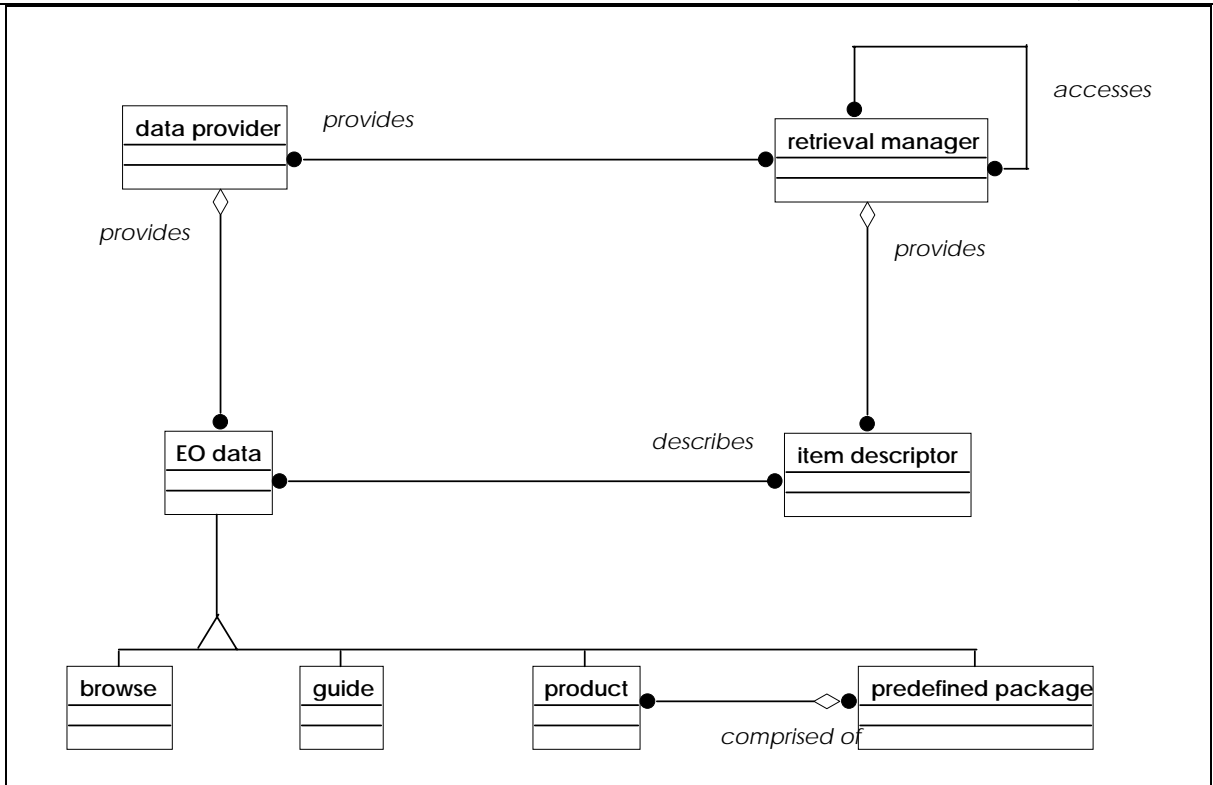 accesses
data provider
provides
retrieval manager
provides
provides
EO data
describes
item descriptor
browse
guide
product
predefined package
comprised of